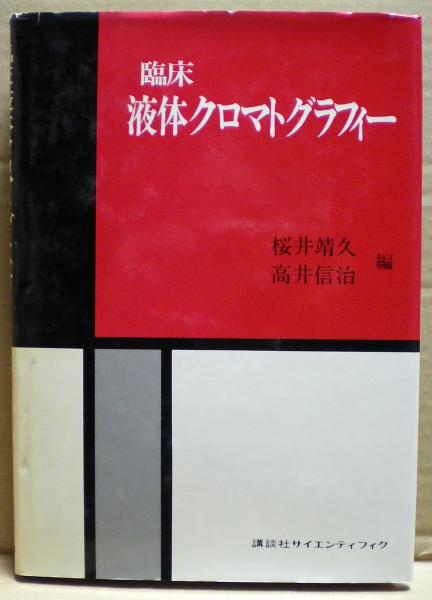 臨床
液体クロマトグラフィー
桜井靖久
高井信治
編
講談社サイエンティフィク